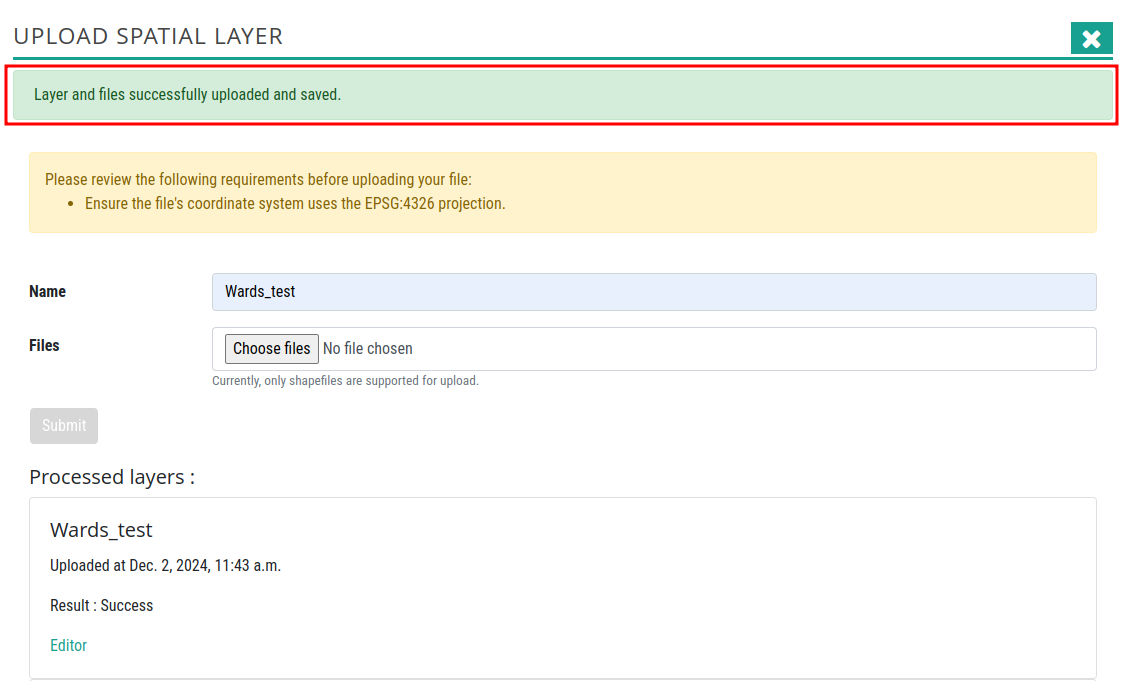 UPLOAD SPATIAL LAYER
Layer and files successfully uploaded and saved.
Please review the following requirements before uploading your file:
• Ensure the file's coordinate system uses the EPSG:4326 projection.
Name
Wards_test
Files
Choose files No file chosen
Currently, only shapefiles are supported for upload.
Submit
Processed layers :
Wards_test
Uploaded at Dec. 2, 2024, 11:43 a.m.
Result : Success
Editor